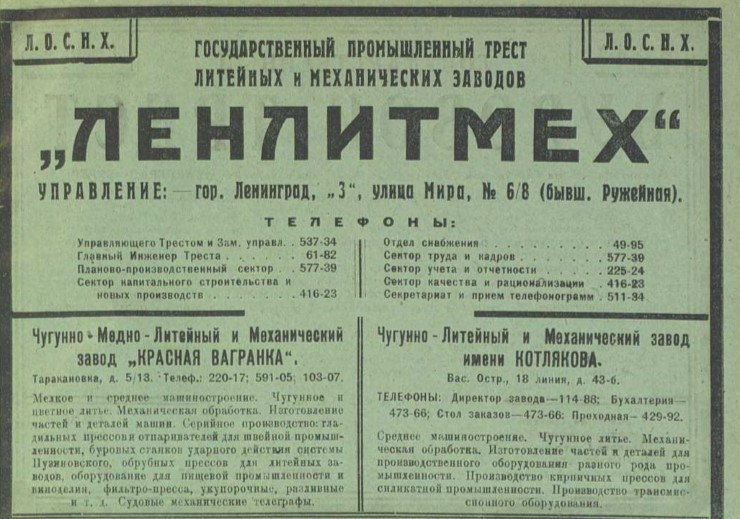 Л. О. С. Н. Х.
Л. О. С. Н. Х.
ГОСУДАРСТВЕННЫЙ ПРОМЫШЛЕННЫЙ ТРЕСТ
ЛИТЕЙНЫХ и МЕХАНИЧЕСКИХ ЗАВОДОВ
„ЛЕНЛИТМЕХ“
УПРАВЛЕНИЕ: — гор. Ленинград, „3“, улица Мира, № 6/8 (бывш. Ружейная).
ТЕЛЕФОНЫ:
Управляющего Трестом и Зам. управл. . 537-34
Главный Инженер Треста . . . . . . 61-82
Планово-производственный сектор . . 577-39
Сектор капитального строительства и
новых производств . . . . . . . 416-23
Отдел снабжения . . . . . . . . . 49-95
Сектор труда и кадров . . . . . . . 577-39
Сектор учета и отчетности . . . . . 225-24
Сектор качества и рационализации . . 416-23
Секретариат и прием телефонограмм . 511-34
Чугунно - Медно - Литейный и Механический
завод „КРАСНАЯ ВАГРАНКА“.
Таракановка, д. 5/13. Телеф.: 220-17; 591-05; 103-07.
Мелкое и среднее машиностроение. Чугунное и
цветное литье. Механическая обработка. Изготовление
частей и деталей машин. Серийное производство: гла-
дильных прессов и отпаривателей для швейной промыш-
ленности, буровых станков ударного действия системы
Пузиновского, обрубных прессов для литейных за-
водов, оборудование для пищевой промышленности и
виноделия, фильтро-пресса, укупорочные, разливные
и т. д. Судовые механические телеграфы.
Чугунно - Литейный и Механический завод
имени КОТЛЯКОВА.
Вас. Остр., 18 линия, д. 43-б.
ТЕЛЕФОНЫ: Директор завода—114-88; Бухгалтерия—
473-66; Стол заказов—473-66; Проходная—429-92.
Среднее машиностроение. Чугунное литье. Механи-
ческая обработка. Изготовление частей и деталей для
производственного оборудования разного рода про-
мышленности. Производство кирпичных прессов для
силикатной промышленности. Производство трансмис-
сионного оборудования.